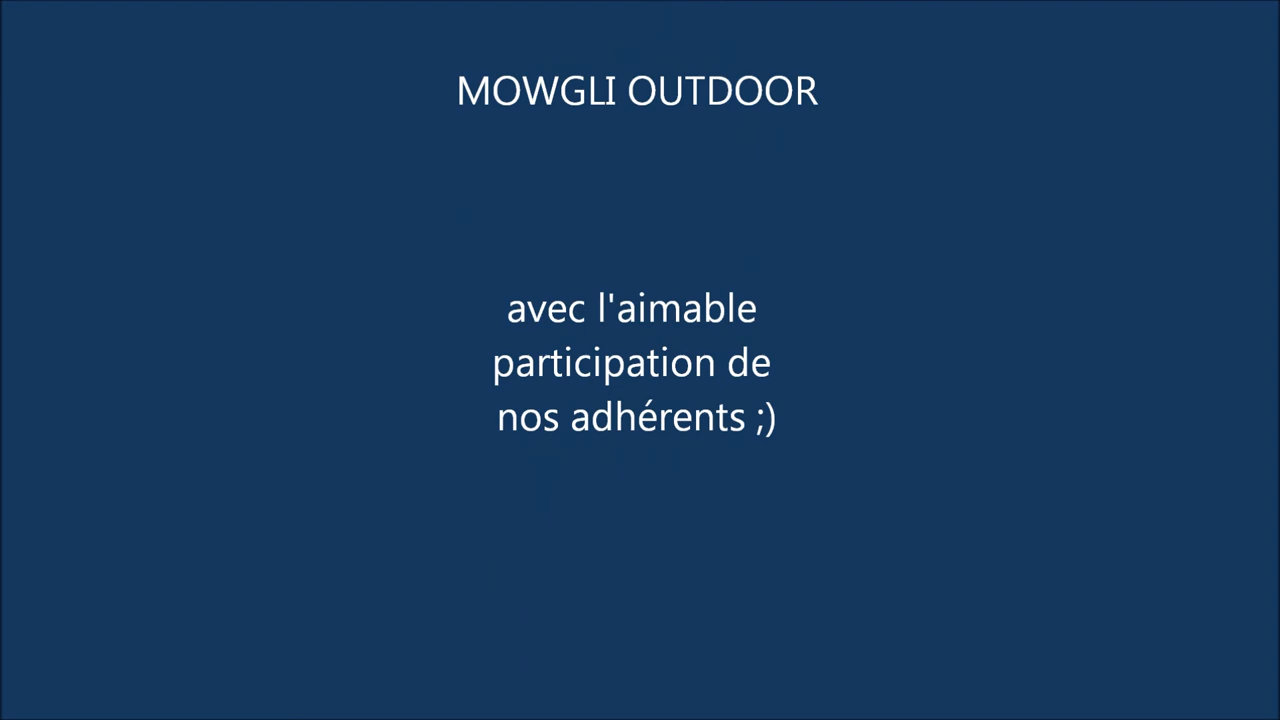 MOWGLI OUTDOOR
avec l'aimable
participation de
nos adhérents ;)